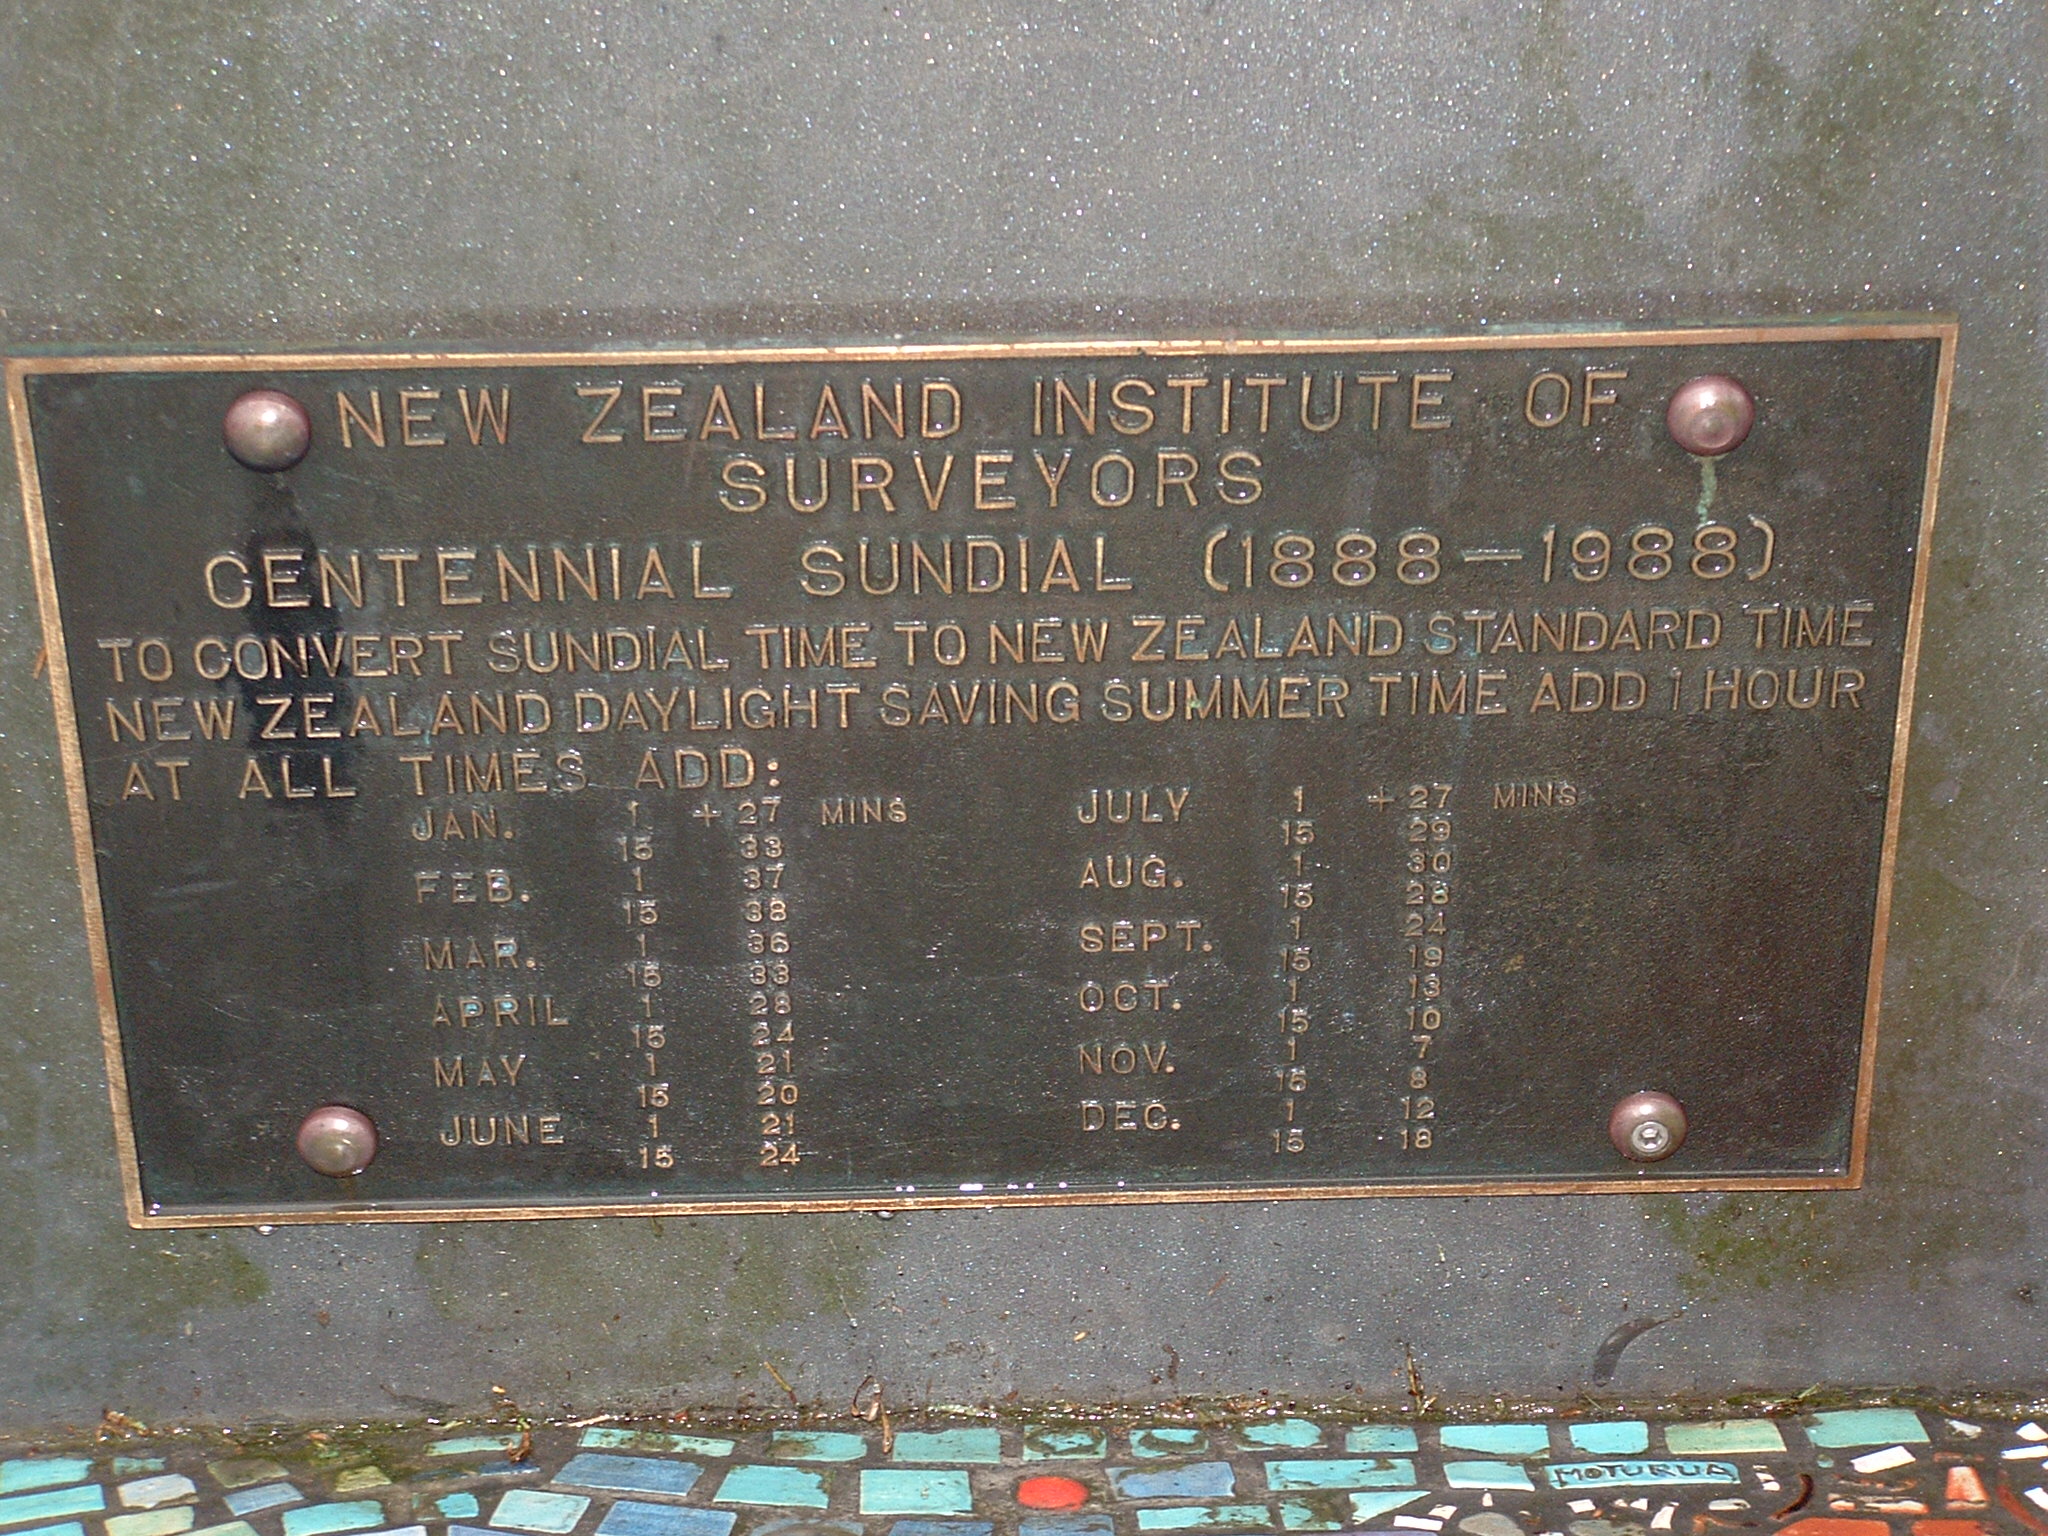 NEW ZEALAND INSTITUTE OF
SURVEYORS
CENTENNIAL SUNDIAL (1888—1988)
TO CONVERT SUNDIAL TIME TO NEW ZEALAND STANDARD TIME
NEW ZEALAND DAYLIGHT SAVING SUMMER TIME ADD 1 HOUR
AT ALL TIMES ADD:
JAN. 1 +27 MINS
15 33
FEB. 1 37
15 38
MAR. 1 36
15 33
APRIL 1 28
15 24
MAY 1 21
15 20
JUNE 1 21
15 24
JULY 1 +27 MINS
15 29
AUG. 1 30
15 28
SEPT. 1 24
15 19
OCT. 1 13
15 10
NOV. 1 7
15 8
DEC. 1 12
15 18
MOTURUA